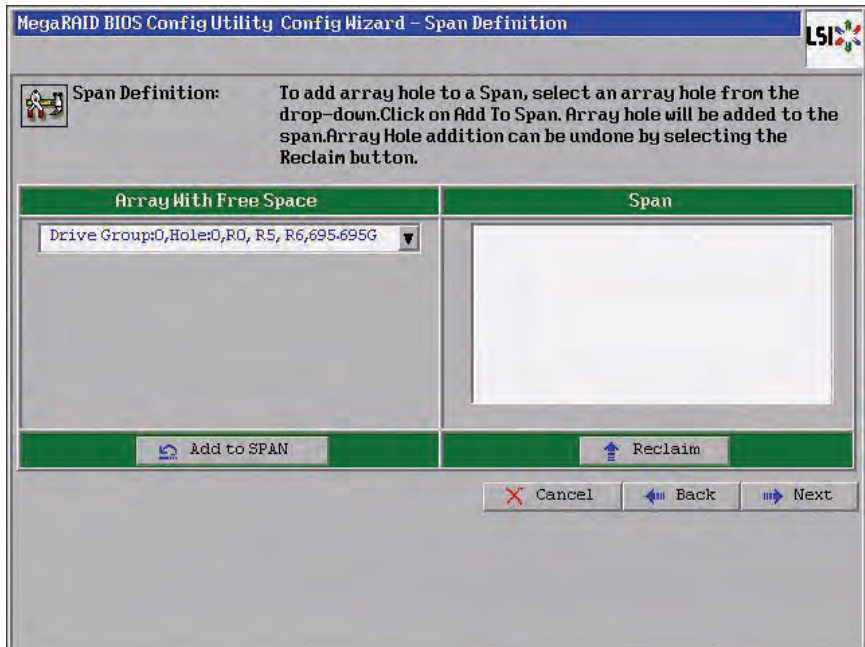 MegaRAID BIOS Config Utility Config Wizard - Span Definition
LSI
Span Definition:
To add array hole to a Span, select an array hole from the
drop-down.Click on Add To Span. Array hole will be added to the
span.Array Hole addition can be undone by selecting the
Reclaim button.
Array With Free Space
Span
Drive Group:0,Hole:0,R0, R5, R6,695.695G
Add to SPAN
Reclaim
Cancel
Back
Next